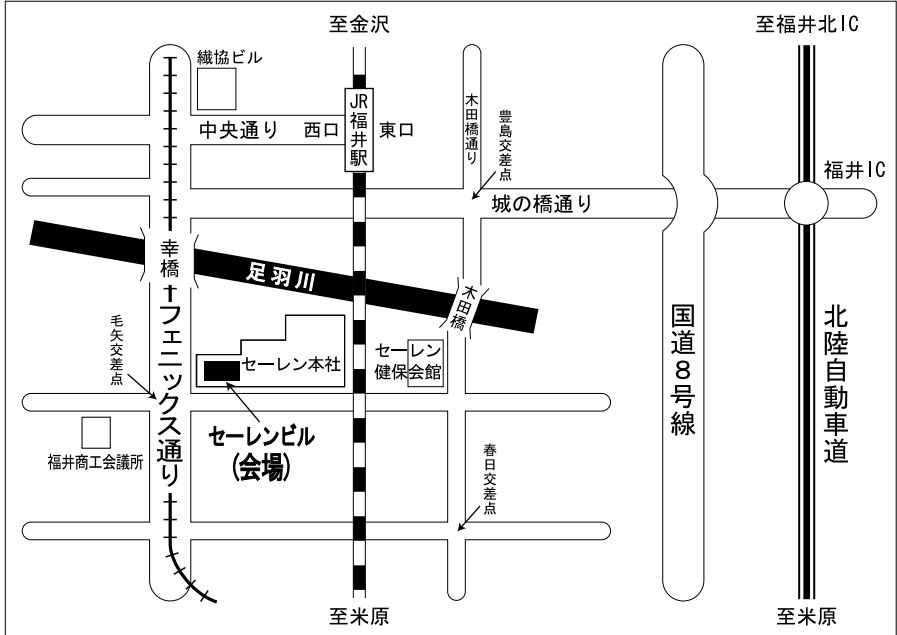 至金沢
至福井北IC
繊協ビル
JR福井駅
中央通り
西口
東口
木田橋通り
豊島交差点
福井IC
城の橋通り
幸橋
足羽川
木田橋
フェニックス通り
毛矢交差点
セーレン本社
セーレン
健保会館
国道8号線
北陸自動車道
セーレンビル
(会場)
福井商工会議所
春日交差点
至米原
至米原